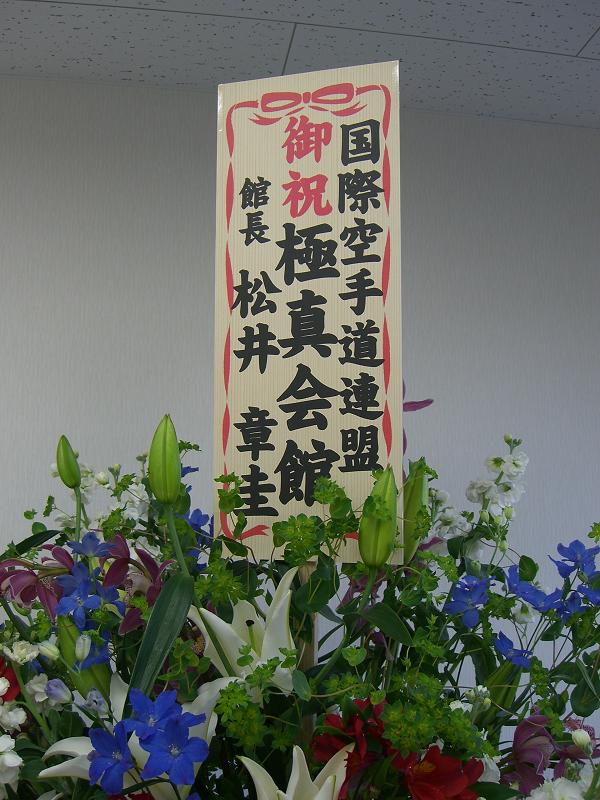 国際空手道連盟
御祝 極真会館
館長 松井 章圭